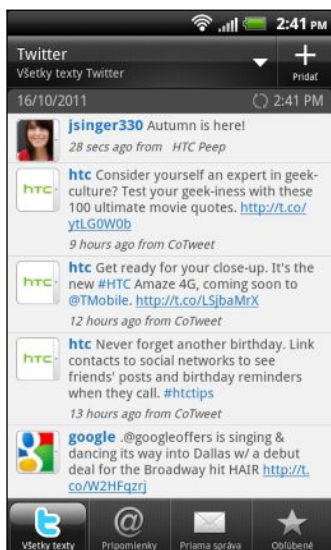 2:41 PM
Twitter
Všetky texty Twitter
Pridať
16/10/2011
2:41 PM
jsinger330 Autumn is here!
28 secs ago from HTC Peep
htc
htc Consider yourself an expert in geek-
culture? Test your geek-iness with these
100 ultimate movie quotes. http://t.co/
ytLG0W0b
9 hours ago from CoTweet
htc
htc Get ready for your close-up. It's the
new #HTC Amaze 4G, coming soon to
@TMobile. http://t.co/LSjbaMrX
12 hours ago from CoTweet
htc
htc Never forget another birthday. Link
contacts to social networks to see
friends' posts and birthday reminders
when they call. #htctips
13 hours ago from CoTweet
google .@googleoffers is singing &
dancing its way into Dallas w/ a debut
deal for the Broadway hit HAIR http://t.
co/W2HFqzrj
Všetky texty
Pripomienky
Priama správa
Obľúbené